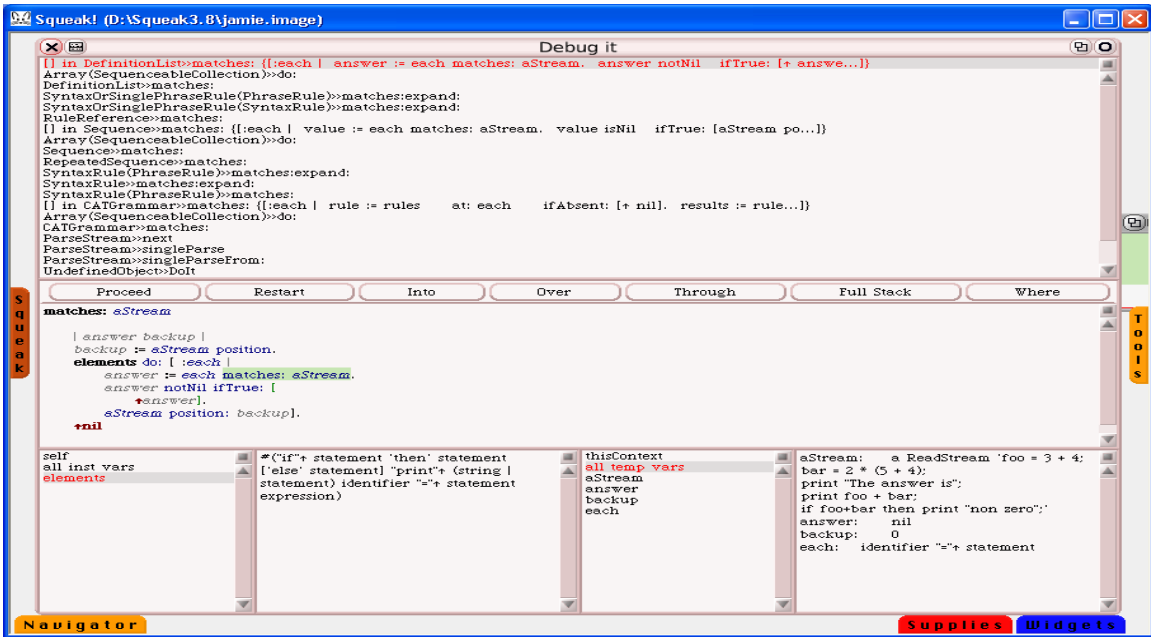 Squeak! (D:\Squeak3.8\jamie.image)
Debug it
[] in DefinitionList>>matches: {[:each | answer := each matches: aStream. answer notNil ifTrue: [↑ answe...]}
Array(SequenceableCollection)>>do:
DefinitionList>>matches:
SyntaxOrSinglePhraseRule(PhraseRule)>>matches:expand:
SyntaxOrSinglePhraseRule(SyntaxRule)>>matches:expand:
RuleReference>>matches:
[] in Sequence>>matches: {[:each | value := each matches: aStream. value isNil ifTrue: [aStream po...]}
Array(SequenceableCollection)>>do:
Sequence>>matches:
RepeatedSequence>>matches:
SyntaxRule(PhraseRule)>>matches:expand:
SyntaxRule>>matches:expand:
SyntaxRule(PhraseRule)>>matches:
[] in CATGrammar>>matches: {[:each | rule := rules at: each ifAbsent: [↑ nil]. results := rule...]}
Array(SequenceableCollection)>>do:
CATGrammar>>matches:
ParseStream>>next
ParseStream>>singleParse
ParseStream>>singleParseFrom:
UndefinedObject>>DoIt
Proceed Restart Into Over Through Full Stack Where
matches: aStream
| answer backup |
backup := aStream position.
elements do: [ :each |
answer := each matches: aStream.
answer notNil ifTrue: [
↑answer].
aStream position: backup].
↑nil
self
all inst vars
elements
#("if"↑ statement 'then' statement
['else' statement] "print"↑ (string |
statement) identifier "="↑ statement
expression)
thisContext
all temp vars
aStream
answer
backup
each
aStream: a ReadStream 'foo = 3 + 4;
bar = 2 * (5 + 4);
print "The answer is";
print foo + bar;
if foo+bar then print "non zero";'
answer: nil
backup: 0
each: identifier "="↑ statement
Squeak
Tools
Navigator
Supplies
Widgets